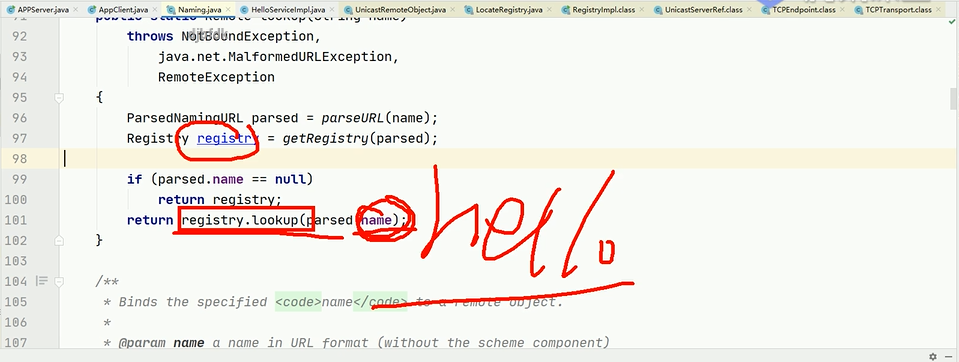 APPServer.java AppClient.java Naming.java HelloServiceImpl.java UnicastRemoteObject.java LocateRegistry.java RegistryImpl.class UnicastServerRef.class TCPEndpoint.class TCPTransport.class
91 public static Remote lookup(String name)
92 throws NotBoundException,
93 java.net.MalformedURLException,
94 RemoteException
95 {
96 ParsedNamingURL parsed = parseURL(name);
97 Registry registry = getRegistry(parsed);
98
99 if (parsed.name == null)
100 return registry;
101 return registry.lookup(parsed.name);
hello
102 }
103
104 /**
105 * Binds the specified <code>name</code> to a remote object.
106 *
107 * @param name a name in URL format (without the scheme component)